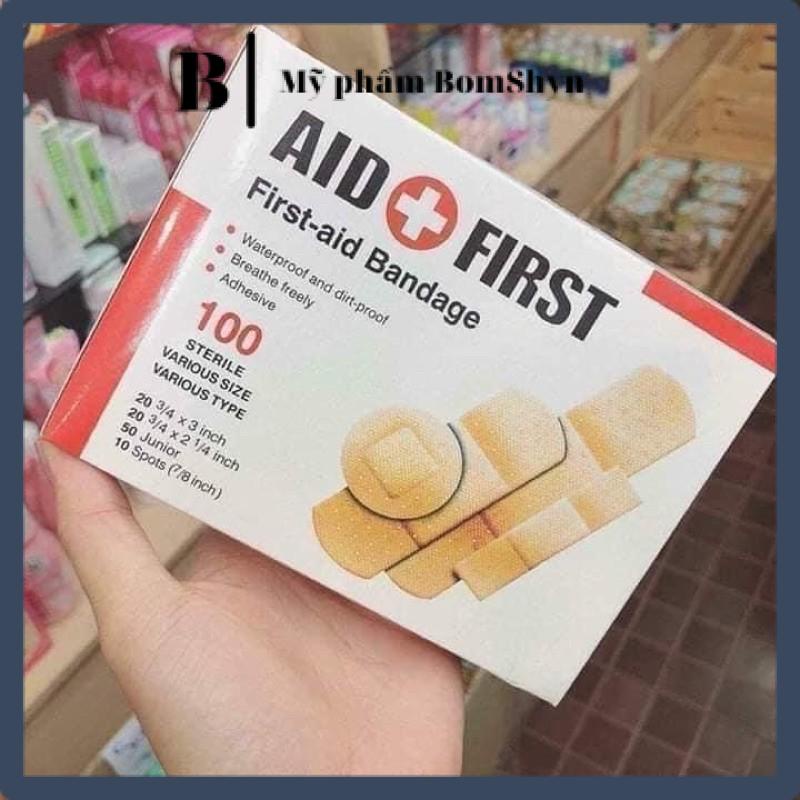 B | Mỹ phẩm BomShyn
AID FIRST
First-aid Bandage
• Waterproof and dirt-proof
• Breathe freely
• Adhesive
100
STERILE
VARIOUS SIZE
VARIOUS TYPE
20 3/4 x 3 inch
20 3/4 x 2 1/4 inch
50 Junior
10 Spots (7/8 inch)